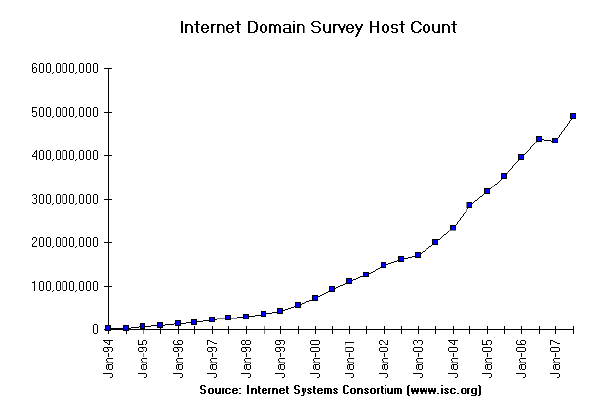 Internet Domain Survey Host Count
600,000,000
500,000,000
400,000,000
300,000,000
200,000,000
100,000,000
0
Jan-94
Jan-95
Jan-96
Jan-97
Jan-98
Jan-99
Jan-00
Jan-01
Jan-02
Jan-03
Jan-04
Jan-05
Jan-06
Jan-07
Source: Internet Systems Consortium (www.isc.org)